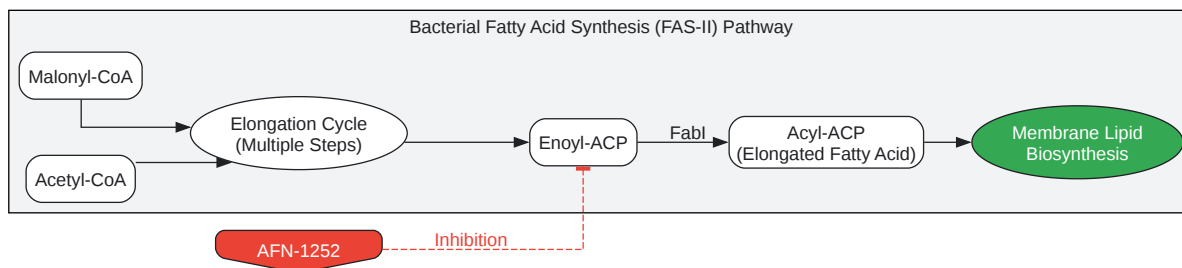 Bacterial Fatty Acid Synthesis (FAS-II) Pathway
Malonyl-CoA
Acetyl-CoA
Elongation Cycle
(Multiple Steps)
Enoyl-ACP
FabI
Acyl-ACP
(Elongated Fatty Acid)
Membrane Lipid
Biosynthesis
AFN-1252
Inhibition